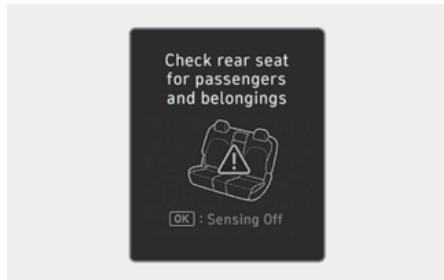 Check rear seat
for passengers
and belongings
OK : Sensing Off